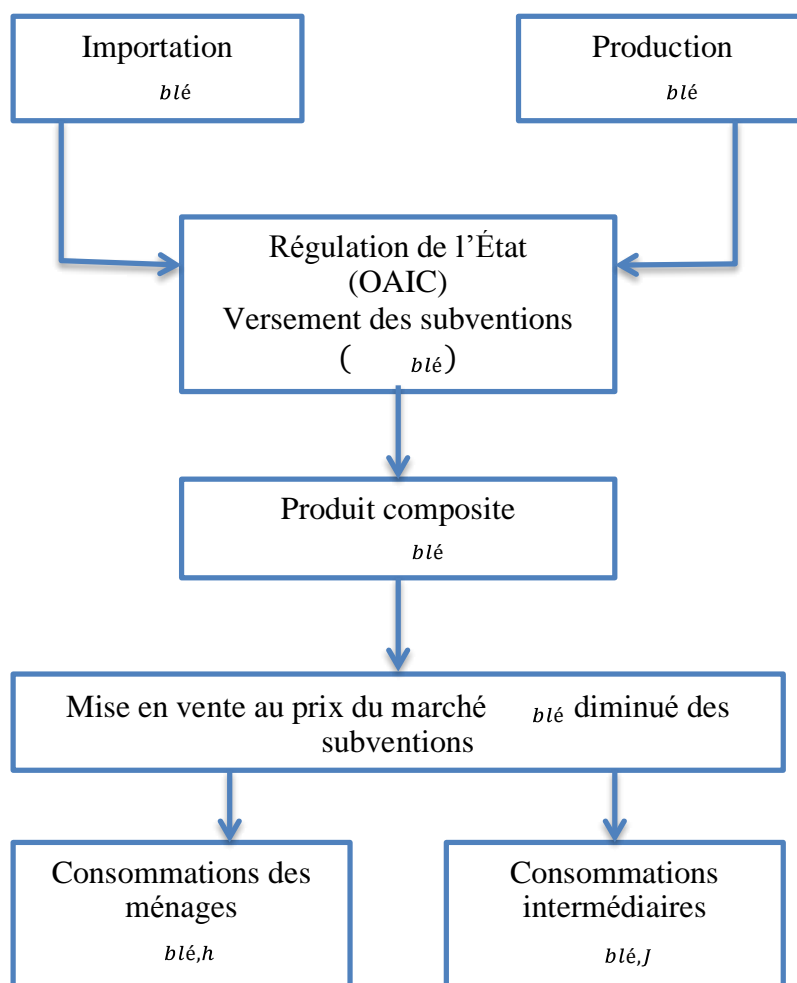 Importation
blé
Production
blé
Régulation de l’État
(OAIC)
Versement des subventions
( blé)
Produit composite
blé
Mise en vente au prix du marché blé diminué des
subventions
Consommations des
ménages
blé,h
Consommations
intermédiaires
blé,J